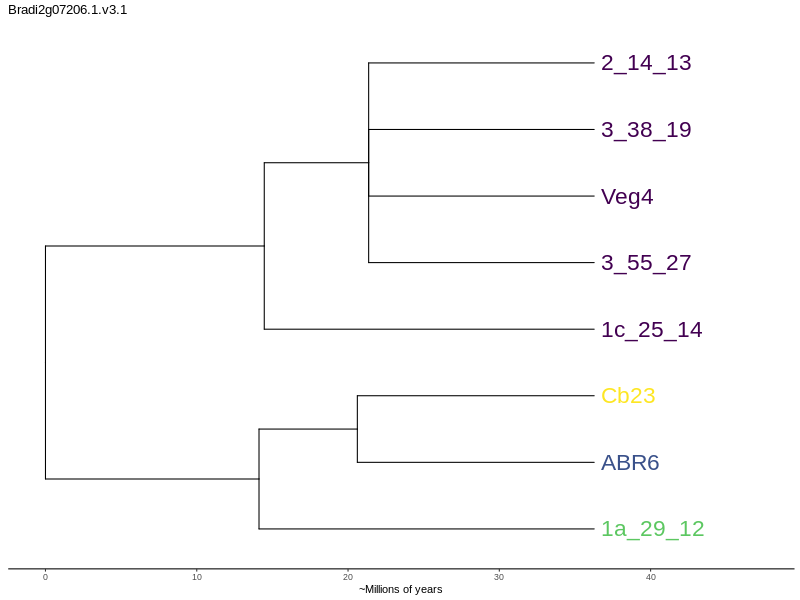 Bradi2g07206.1.v3.1
2_14_13
3_38_19
Veg4
3_55_27
1c_25_14
Cb23
ABR6
1a_29_12
0 10 20 30 40
~Millions of years